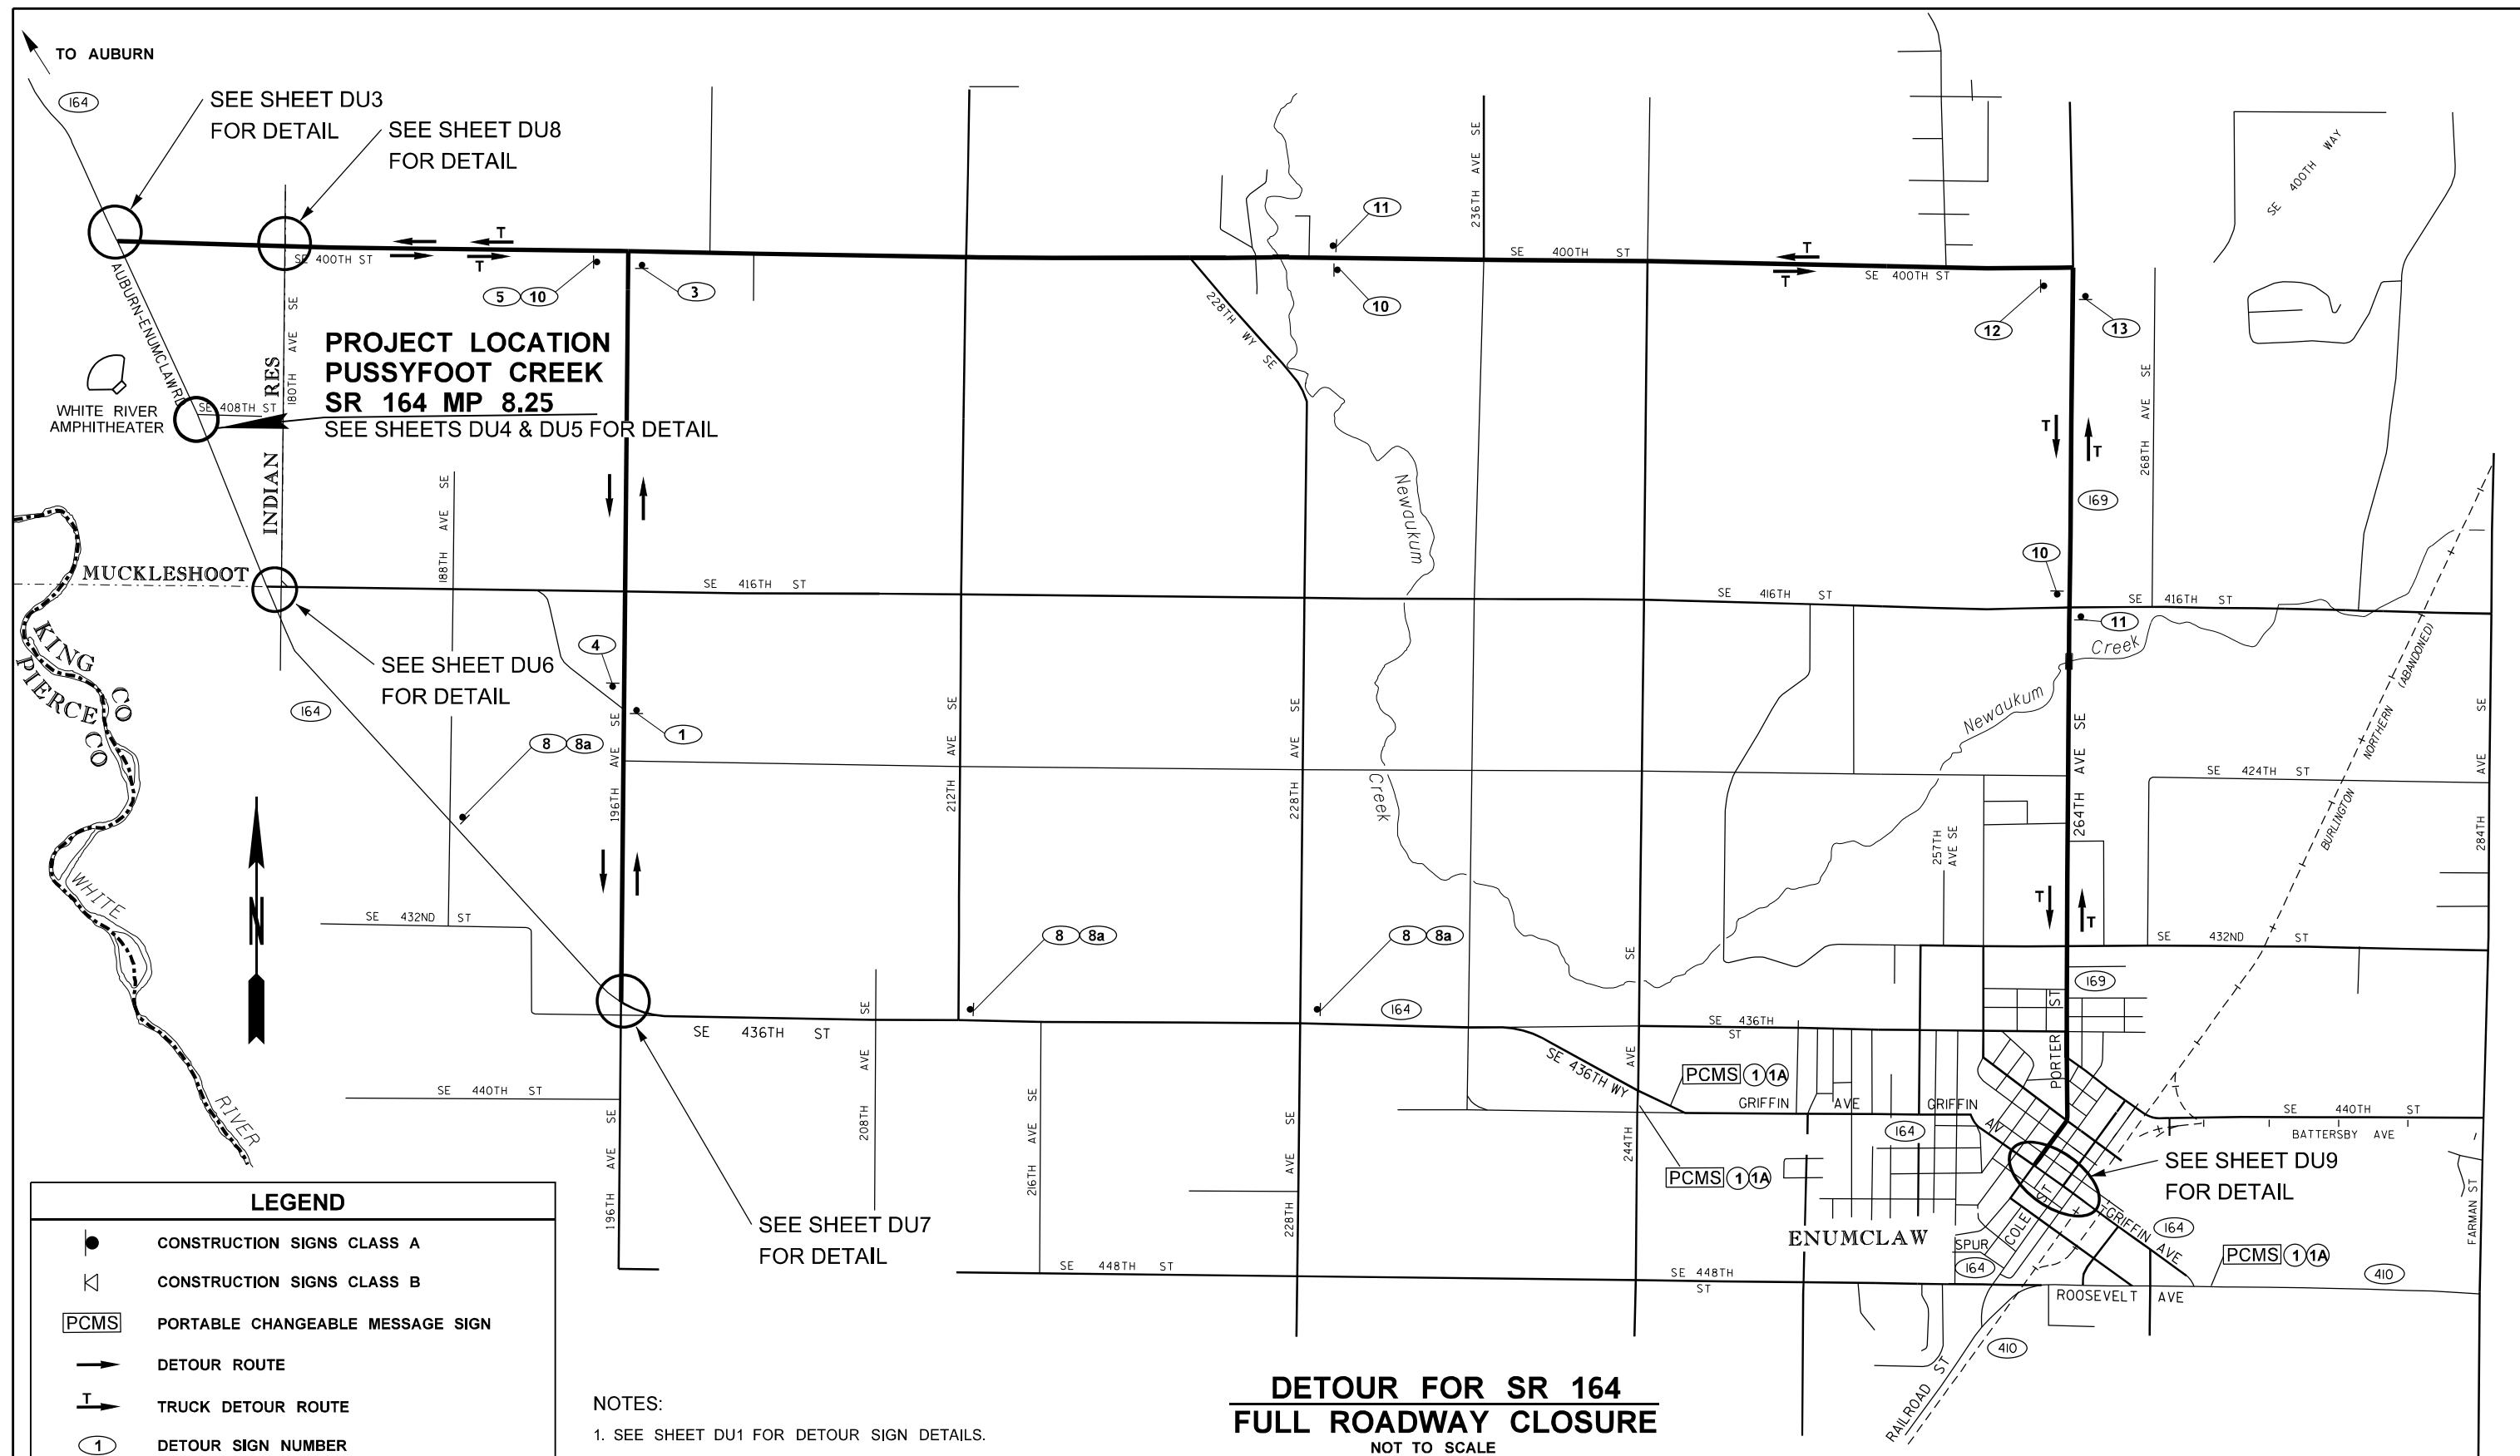 TO AUBURN
164
SEE SHEET DU3
FOR DETAIL
SEE SHEET DU8
FOR DETAIL
SE 400TH ST
T
T
5 10
3
11
10
236TH AVE SE
SE 400TH ST
T
T
SE 400TH ST
12
13
SE 400TH WAY
228TH WY SE
AUBURN-ENUMCLAWRD
180TH AVE SE
INDIAN RES
PROJECT LOCATION
PUSSYFOOT CREEK
SR 164 MP 8.25
SEE SHEETS DU4 & DU5 FOR DETAIL
WHITE RIVER
AMPHITHEATER
SE 408TH ST
188TH AVE SE
Newaukum
Creek
T
T
268TH AVE SE
169
10
MUCKLESHOOT
SE 416TH ST
SE 416TH ST
SE 416TH ST
11
Newaukum
Creek
KING CO
PIERCE CO
SEE SHEET DU6
FOR DETAIL
164
4
1
8 8a
196TH AVE SE
212TH AVE SE
228TH AVE SE
264TH AVE SE
SE 424TH ST
BURLINGTON NORTHERN (ABANDONED)
284TH AVE SE
257TH
AVE SE
T
T
WHITE RIVER
N
SE 432ND ST
8 8a
8 8a
SE 432ND ST
164
169
SE 436TH ST
208TH AVE SE
SE 436TH
ST
SE 436TH WY
244TH AVE SE
PORTER ST
SE 440TH ST
196TH AVE SE
216TH AVE SE
228TH AVE SE
PCMS 1 1A
GRIFFIN AVE
GRIFFIN AV
164
SE 440TH ST
BATTERSBY AVE
PCMS 1 1A
SEE SHEET DU9
FOR DETAIL
FARMAN ST
SEE SHEET DU7
FOR DETAIL
ENUMCLAW
COLE ST
GRIFFIN AVE
164
SPUR
164
PCMS 1 1A
410
SE 448TH ST
SE 448TH
ST
ROOSEVELT AVE
410
RAILROAD ST
LEGEND
CONSTRUCTION SIGNS CLASS A
CONSTRUCTION SIGNS CLASS B
PCMS PORTABLE CHANGEABLE MESSAGE SIGN
DETOUR ROUTE
T TRUCK DETOUR ROUTE
1 DETOUR SIGN NUMBER
NOTES:
1. SEE SHEET DU1 FOR DETOUR SIGN DETAILS.
DETOUR FOR SR 164
FULL ROADWAY CLOSURE
NOT TO SCALE